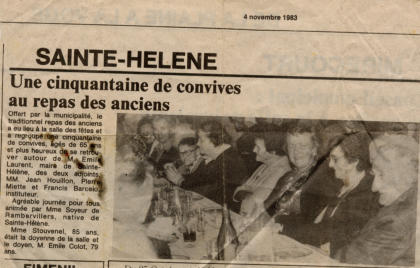 4 novembre 1983
SAINTE-HELENE
Une cinquantaine de convives
au repas des anciens
Offert par la municipalité, le
traditionnel repas des anciens
a eu lieu à la salle des fêtes et
a regroupé une cinquantaine
de convives, âgés de 65 ans
et plus heureux de se retrou-
ver autour de M. Emile
Laurent, maire de Sainte-
Hélène, des deux adjoints
MM. Jean Houillon, Pierre
Miette et Francis Barcelo
instituteur.
Agréable journée pour tous
animée par Mme Soyeur de
Rambervillers, native de
Sainte-Hélène.
Mme Stouvenel, 85 ans,
était la doyenne de la salle et
le doyen, M. Emile Colot, 79
ans.